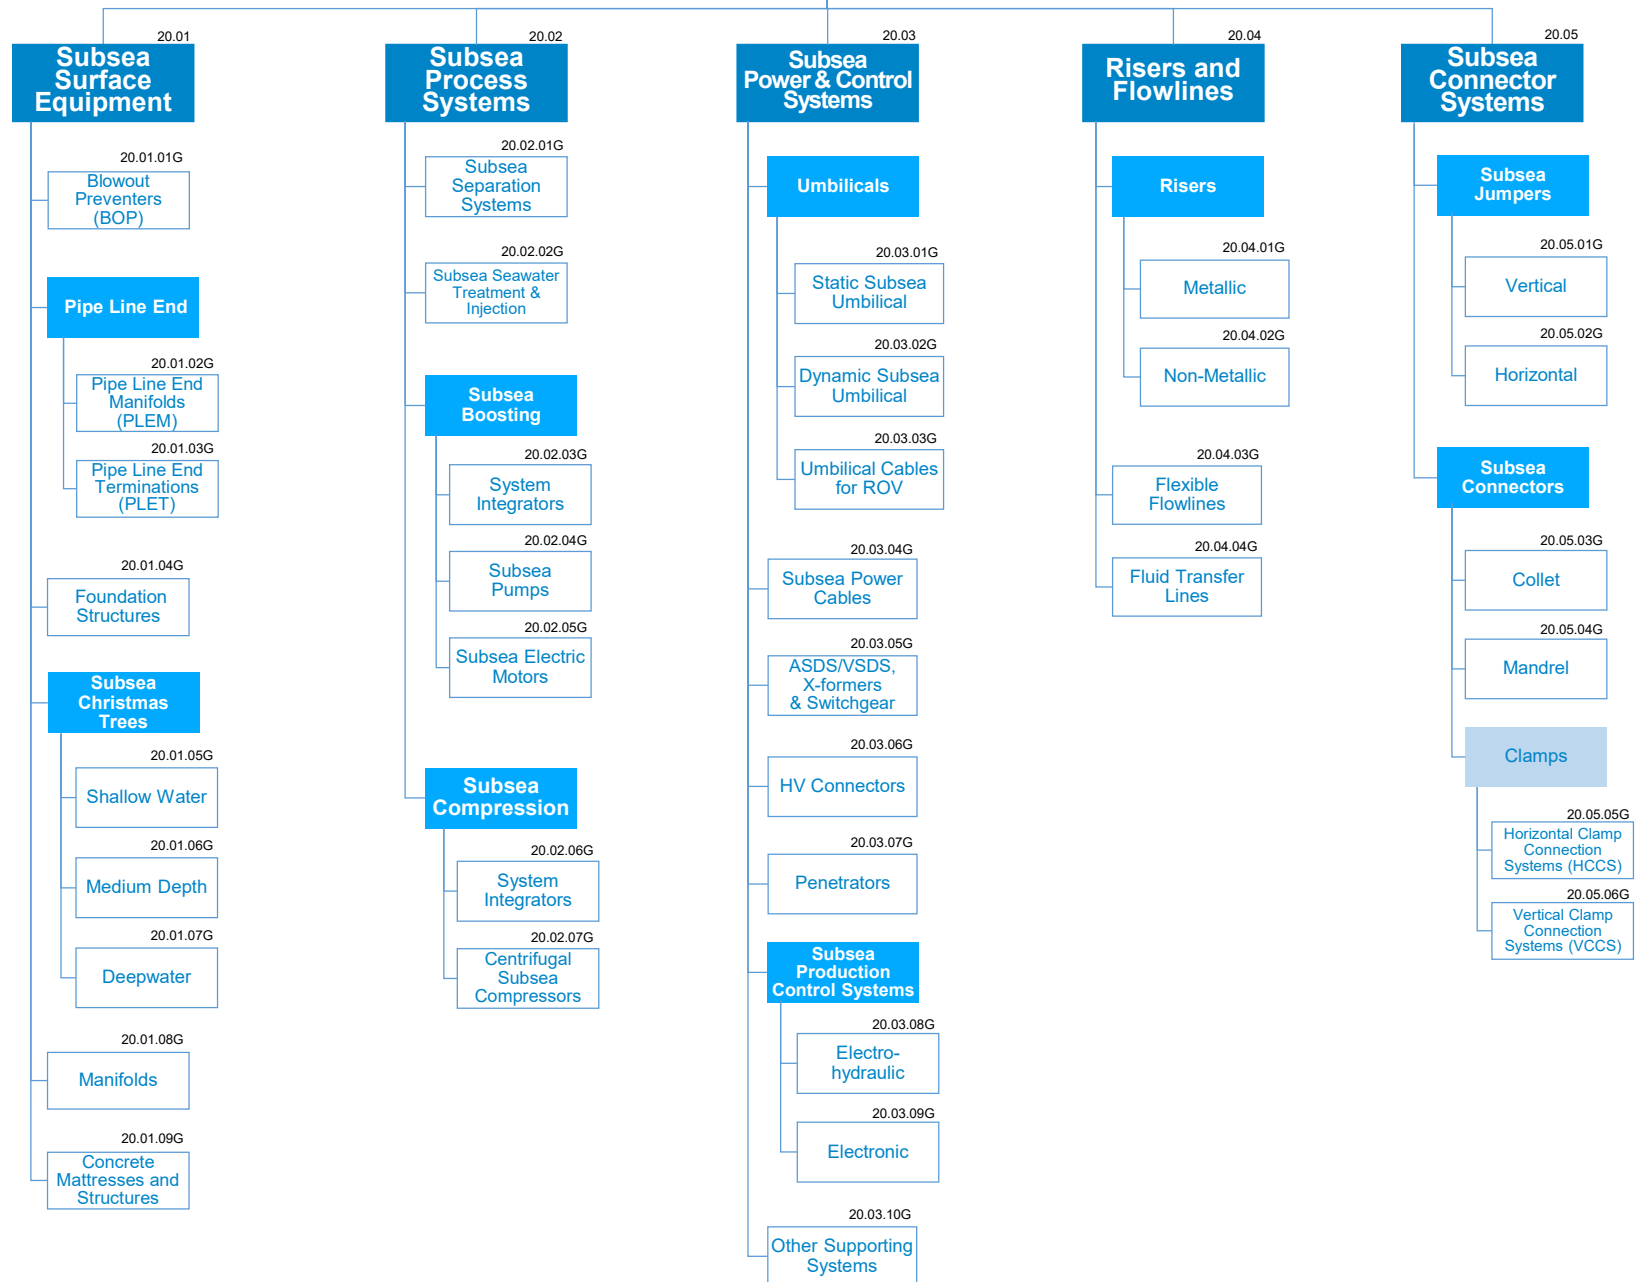 20.01
Subsea
Surface
Equipment
20.01.01G
Blowout
Preventers
(BOP)
Pipe Line End
20.01.02G
Pipe Line End
Manifolds
(PLEM)
20.01.03G
Pipe Line End
Terminations
(PLET)
20.01.04G
Foundation
Structures
Subsea
Christmas
Trees
20.01.05G
Shallow Water
20.01.06G
Medium Depth
20.01.07G
Deepwater
20.01.08G
Manifolds
20.01.09G
Concrete
Mattresses and
Structures
20.02
Subsea
Process
Systems
20.02.01G
Subsea
Separation
Systems
20.02.02G
Subsea Seawater
Treatment &
Injection
Subsea
Boosting
20.02.03G
System
Integrators
20.02.04G
Subsea
Pumps
20.02.05G
Subsea Electric
Motors
Subsea
Compression
20.02.06G
System
Integrators
20.02.07G
Centrifugal
Subsea
Compressors
20.03
Subsea
Power & Control
Systems
Umbilicals
20.03.01G
Static Subsea
Umbilical
20.03.02G
Dynamic Subsea
Umbilical
20.03.03G
Umbilical Cables
for ROV
20.03.04G
Subsea Power
Cables
20.03.05G
ASDS/VSDS,
X-formers
& Switchgear
20.03.06G
HV Connectors
20.03.07G
Penetrators
Subsea
Production
Control Systems
20.03.08G
Electro-
hydraulic
20.03.09G
Electronic
20.03.10G
Other Supporting
Systems
20.04
Risers and
Flowlines
Risers
20.04.01G
Metallic
20.04.02G
Non-Metallic
20.04.03G
Flexible
Flowlines
20.04.04G
Fluid Transfer
Lines
20.05
Subsea
Connector
Systems
Subsea
Jumpers
20.05.01G
Vertical
20.05.02G
Horizontal
Subsea
Connectors
20.05.03G
Collet
20.05.04G
Mandrel
Clamps
20.05.05G
Horizontal Clamp
Connection
Systems (HCCS)
20.05.06G
Vertical Clamp
Connection
Systems (VCCS)